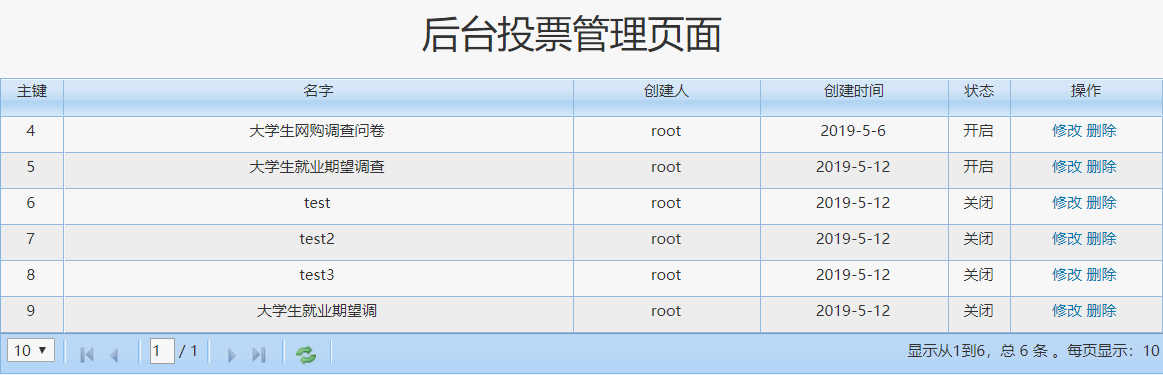 后台投票管理页面
主键 名字 创建人 创建时间 状态 操作
4 大学生网购调查问卷 root 2019-5-6 开启 修改 删除
5 大学生就业期望调查 root 2019-5-12 开启 修改 删除
6 test root 2019-5-12 关闭 修改 删除
7 test2 root 2019-5-12 关闭 修改 删除
8 test3 root 2019-5-12 关闭 修改 删除
9 大学生就业期望调 root 2019-5-12 关闭 修改 删除
10 1 / 1 显示从1到6，总 6 条 。每页显示：10